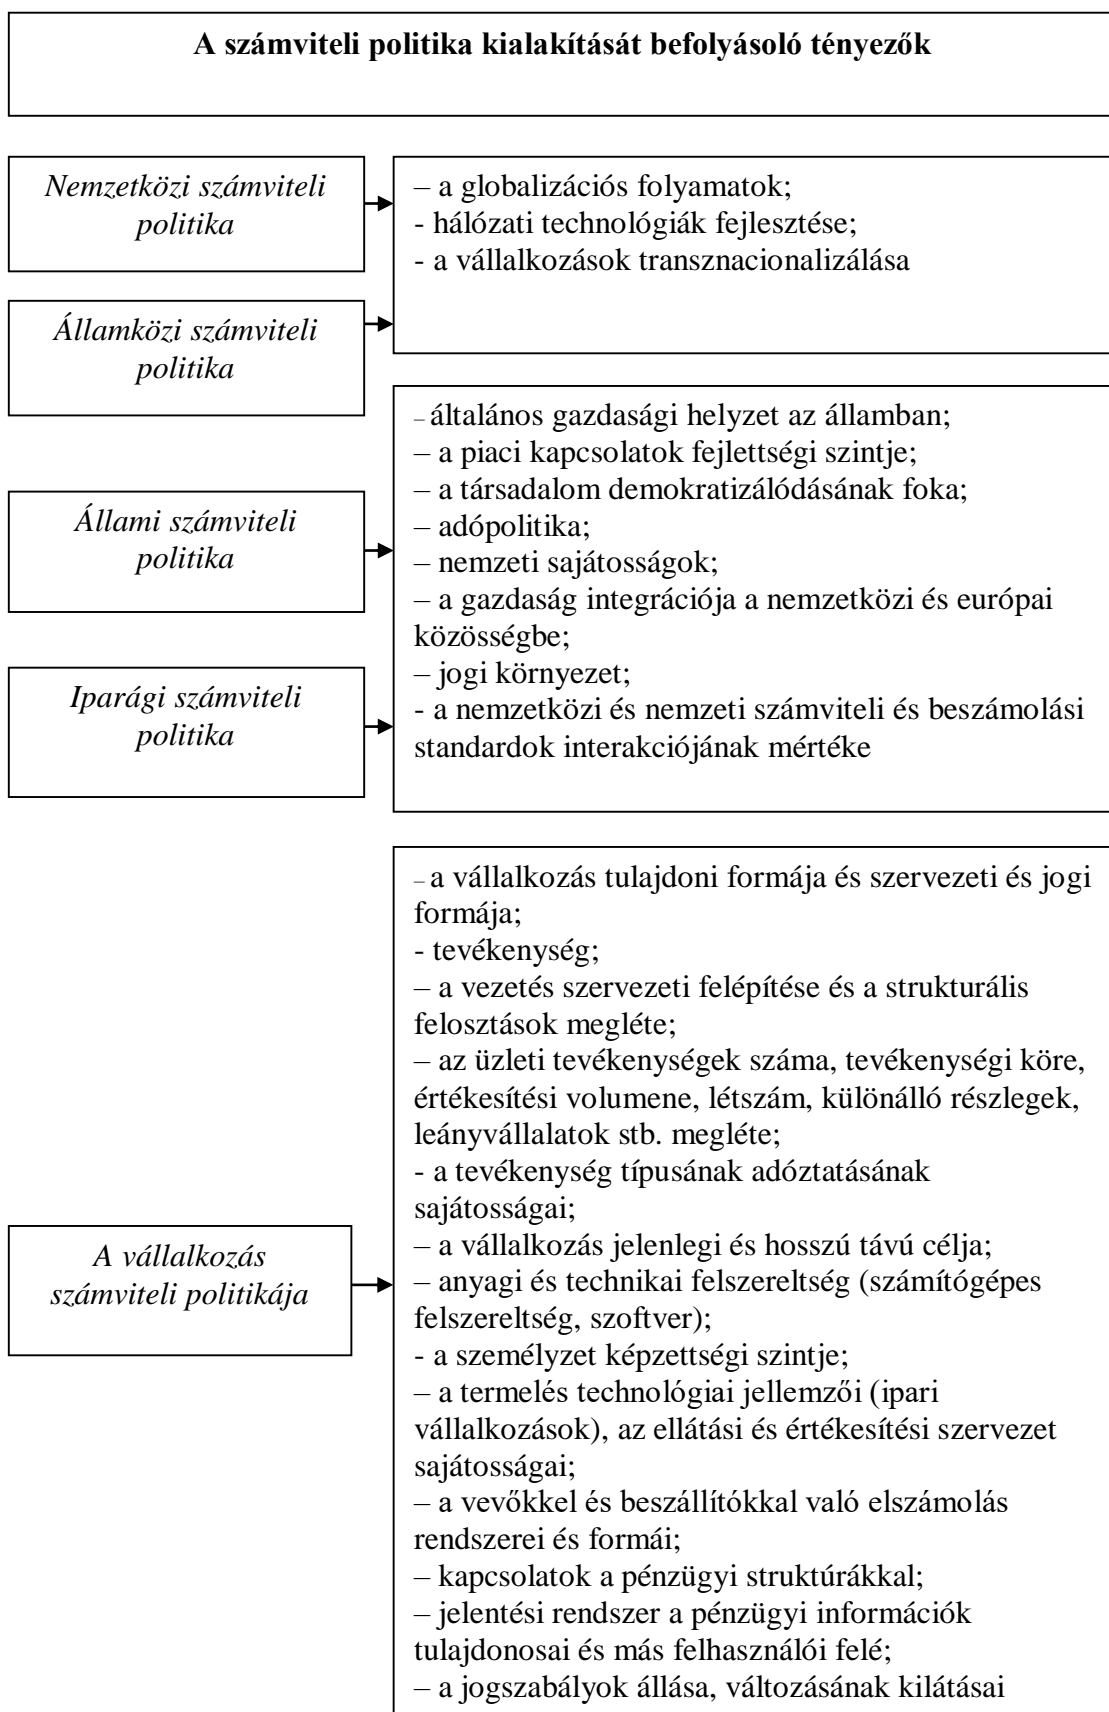 A számviteli politika kialakítását befolyásoló tényezők
Nemzetközi számviteli
politika
– a globalizációs folyamatok;
- hálózati technológiák fejlesztése;
- a vállalkozások transznacionalizálása
Államközi számviteli
politika
– általános gazdasági helyzet az államban;
– a piaci kapcsolatok fejlettségi szintje;
– a társadalom demokratizálódásának foka;
– adópolitika;
– nemzeti sajátosságok;
– a gazdaság integrációja a nemzetközi és európai
közösségbe;
– jogi környezet;
- a nemzetközi és nemzeti számviteli és beszámolási
standardok interakciójának mértéke
Állami számviteli
politika
Iparági számviteli
politika
A vállalkozás
számviteli politikája
– a vállalkozás tulajdoni formája és szervezeti és jogi
formája;
- tevékenység;
– a vezetés szervezeti felépítése és a strukturális
felosztások megléte;
– az üzleti tevékenységek száma, tevékenységi köre,
értékesítési volumene, létszám, különálló részlegek,
leányvállalatok stb. megléte;
- a tevékenység típusának adóztatásának
sajátosságai;
– a vállalkozás jelenlegi és hosszú távú célja;
– anyagi és technikai felszereltség (számítógépes
felszereltség, szoftver);
- a személyzet képzettségi szintje;
– a termelés technológiai jellemzői (ipari
vállalkozások), az ellátási és értékesítési szervezet
sajátosságai;
– a vevőkkel és beszállítókkal való elszámolás
rendszerei és formái;
– kapcsolatok a pénzügyi struktúrákkal;
– jelentési rendszer a pénzügyi információk
tulajdonosai és más felhasználói felé;
– a jogszabályok állása, változásának kilátásai